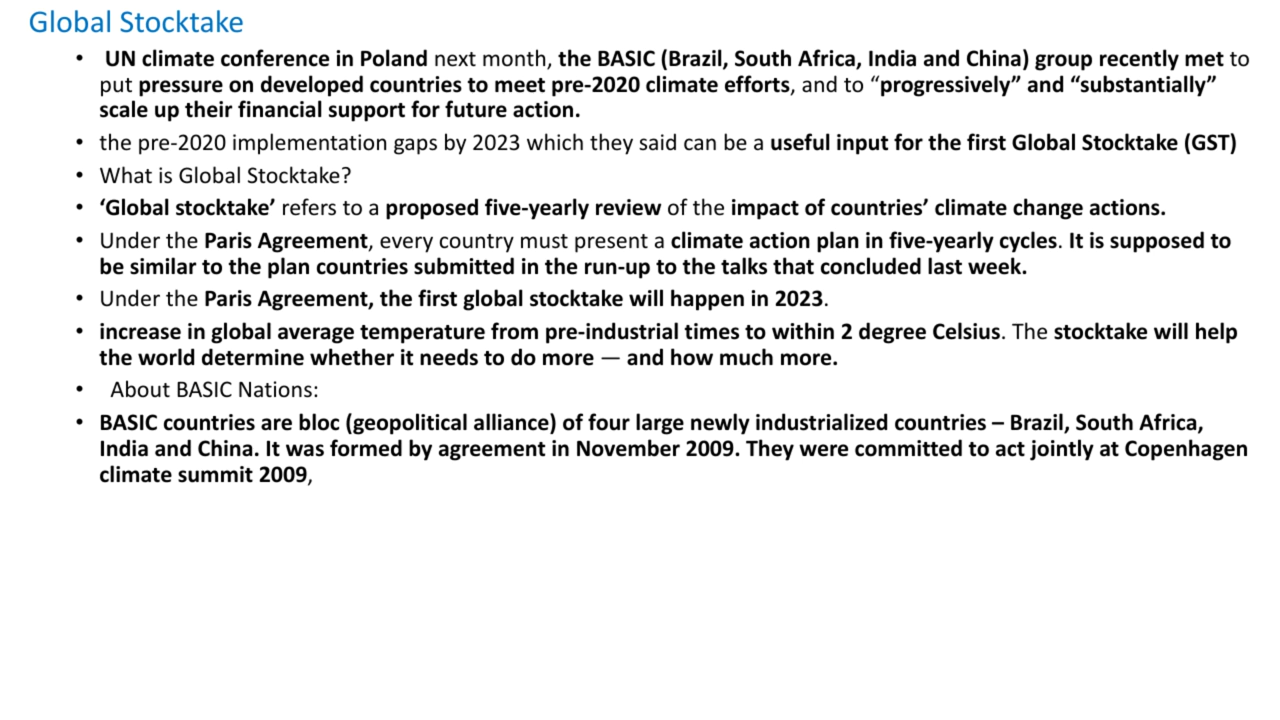 Global Stocktake
• UN climate conference in Poland next month, the BASIC (Brazil, South Africa, India and China) group recently met to
put pressure on developed countries to meet pre-2020 climate efforts, and to “progressively” and “substantially”
scale up their financial support for future action.
• the pre-2020 implementation gaps by 2023 which they said can be a useful input for the first Global Stocktake (GST)
• What is Global Stocktake?
• ‘Global stocktake’ refers to a proposed five-yearly review of the impact of countries’ climate change actions.
• Under the Paris Agreement, every country must present a climate action plan in five-yearly cycles. It is supposed to
be similar to the plan countries submitted in the run-up to the talks that concluded last week.
• Under the Paris Agreement, the first global stocktake will happen in 2023.
• increase in global average temperature from pre-industrial times to within 2 degree Celsius. The stocktake will help
the world determine whether it needs to do more — and how much more.
• About BASIC Nations:
• BASIC countries are bloc (geopolitical alliance) of four large newly industrialized countries – Brazil, South Africa,
India and China. It was formed by agreement in November 2009. They were committed to act jointly at Copenhagen
climate summit 2009,